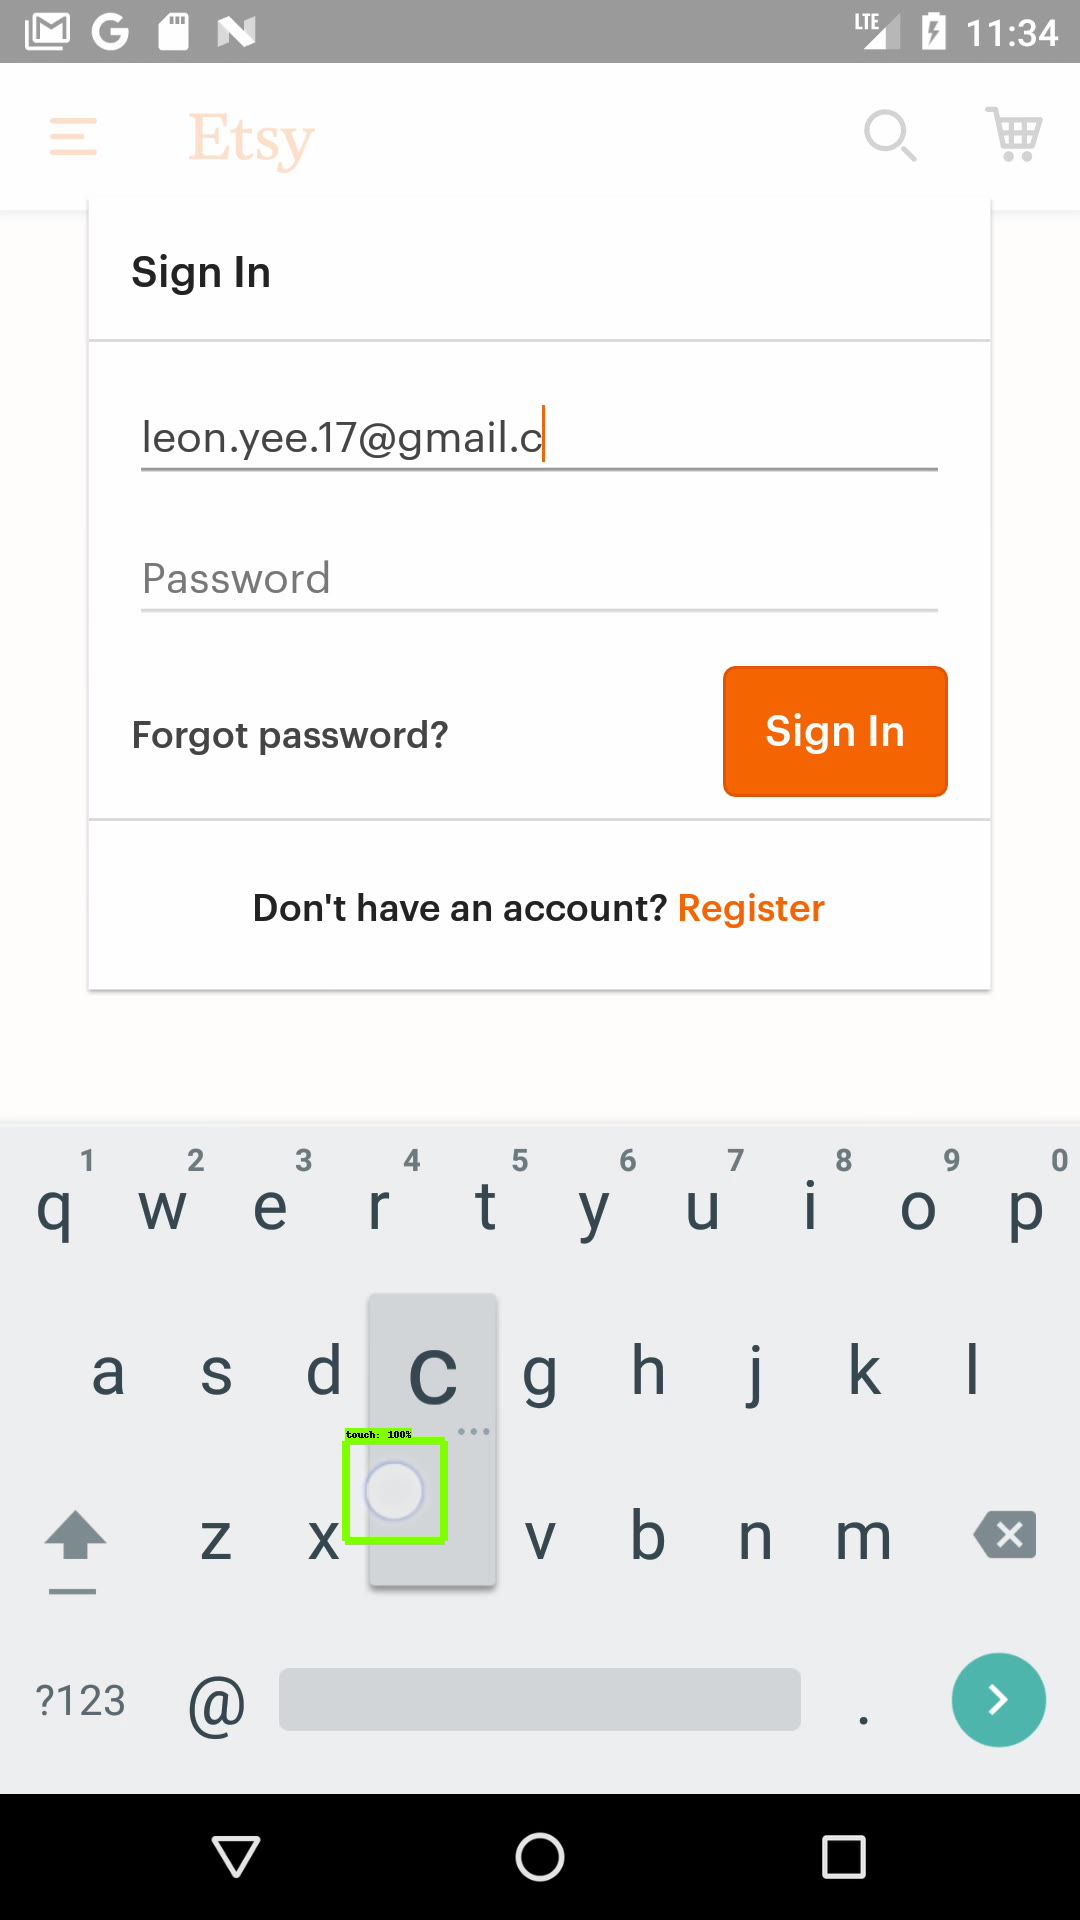 LTE 11:34
Etsy
Sign In
leon.yee.17@gmail.c
Password
Forgot password? Sign In
Don't have an account? Register
1 2 3 4 5 6 7 8 9 0
q w e r t y u i o p
a s d c g h j k l
touch: 100%
z x v b n m
?123 @ .